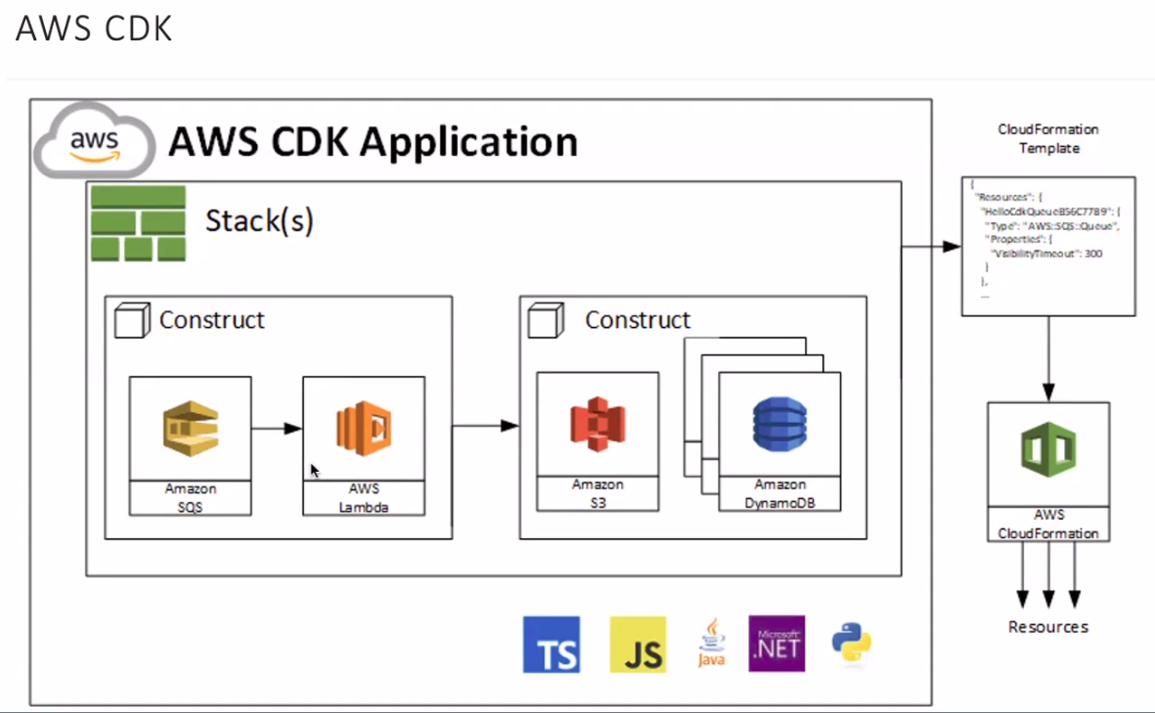 AWS CDK
aws
AWS CDK Application
Stack(s)
Construct
Amazon
SQS
AWS
Lambda
Construct
Amazon
S3
Amazon
DynamoDB
TS
JS
Java
Microsoft
.NET
CloudFormation
Template
{
"Resources": {
"HelloCdkQueueB56C77B9": {
"Type": "AWS::SQS::Queue",
"Properties": {
"VisibilityTimeout": 300
}
},
...
AWS
CloudFormation
Resources